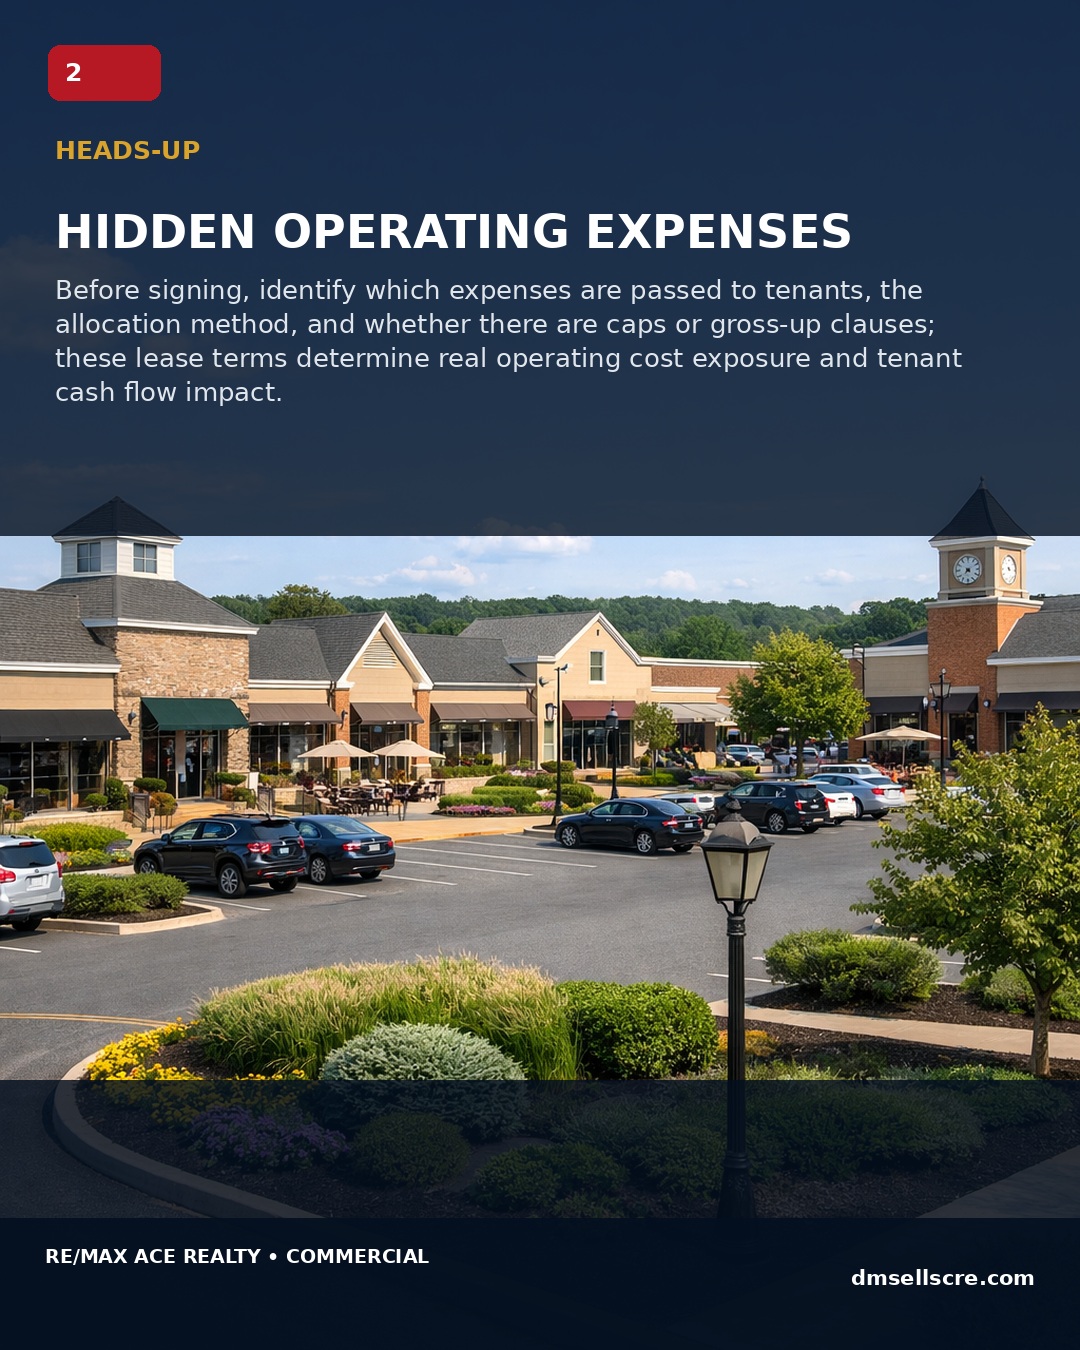 2
HEADS-UP
HIDDEN OPERATING EXPENSES
Before signing, identify which expenses are passed to tenants, the
allocation method, and whether there are caps or gross-up clauses;
these lease terms determine real operating cost exposure and tenant
cash flow impact.
RE/MAX ACE REALTY • COMMERCIAL
dmsellscre.com